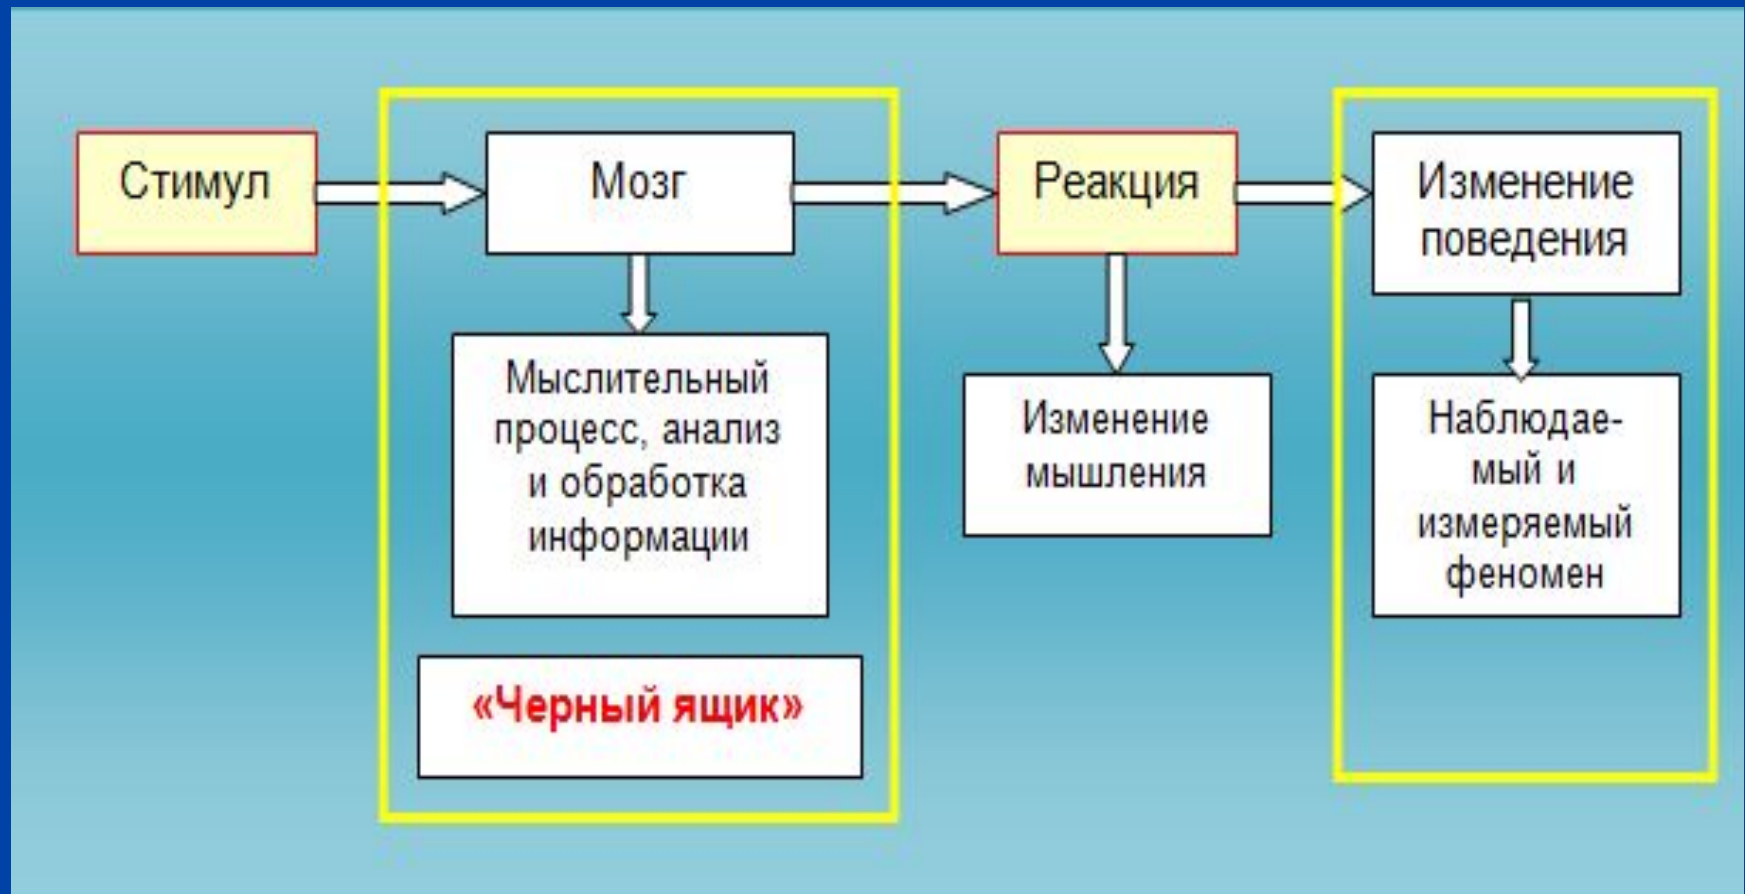 Стимул
Мозг
Реакция
Изменение
поведения
Мыслительный
процесс, анализ
и обработка
информации
Изменение
мышления
Наблюдае-
мый и
измеряемый
феномен
«Черный ящик»